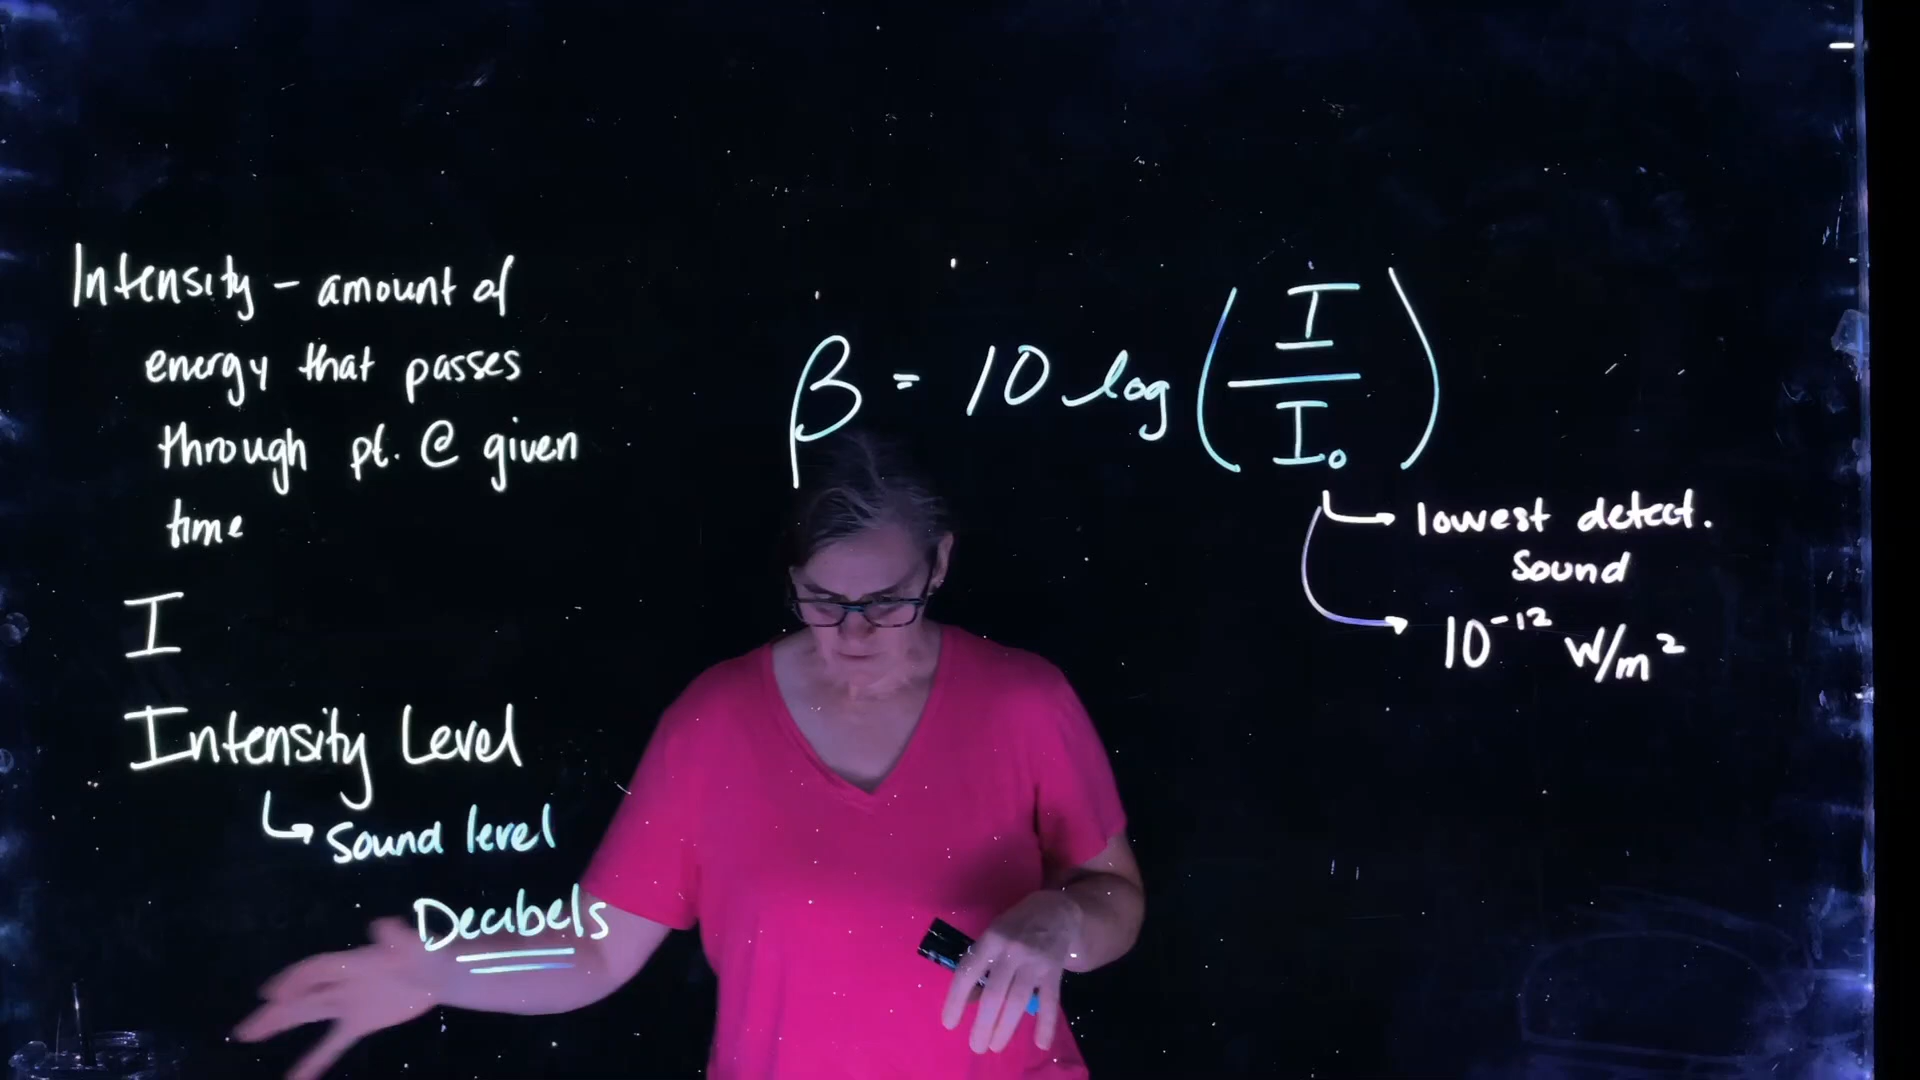 Intensity - amount of
energy that passes
through pt. @ given
time
I
Intensity Level
Sound level
Decibels
β = 10 log (I/I₀)
lowest detect.
Sound
10⁻¹² W/m²